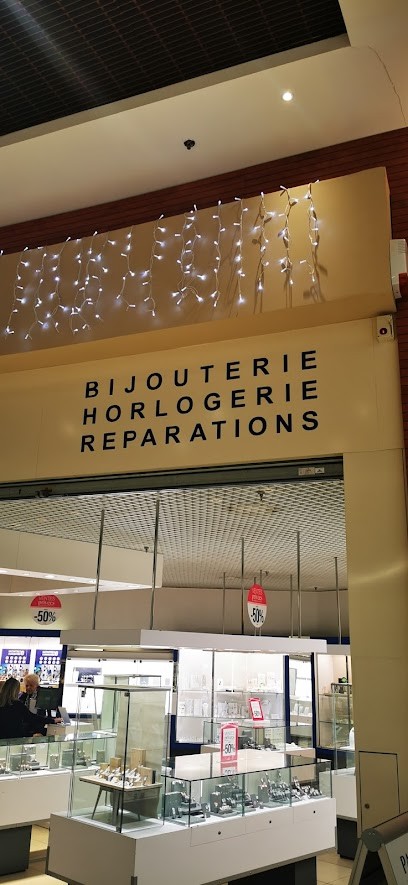 BIJOUTERIE
HORLOGERIE
REPARATIONS
-50%
-50%
-50%